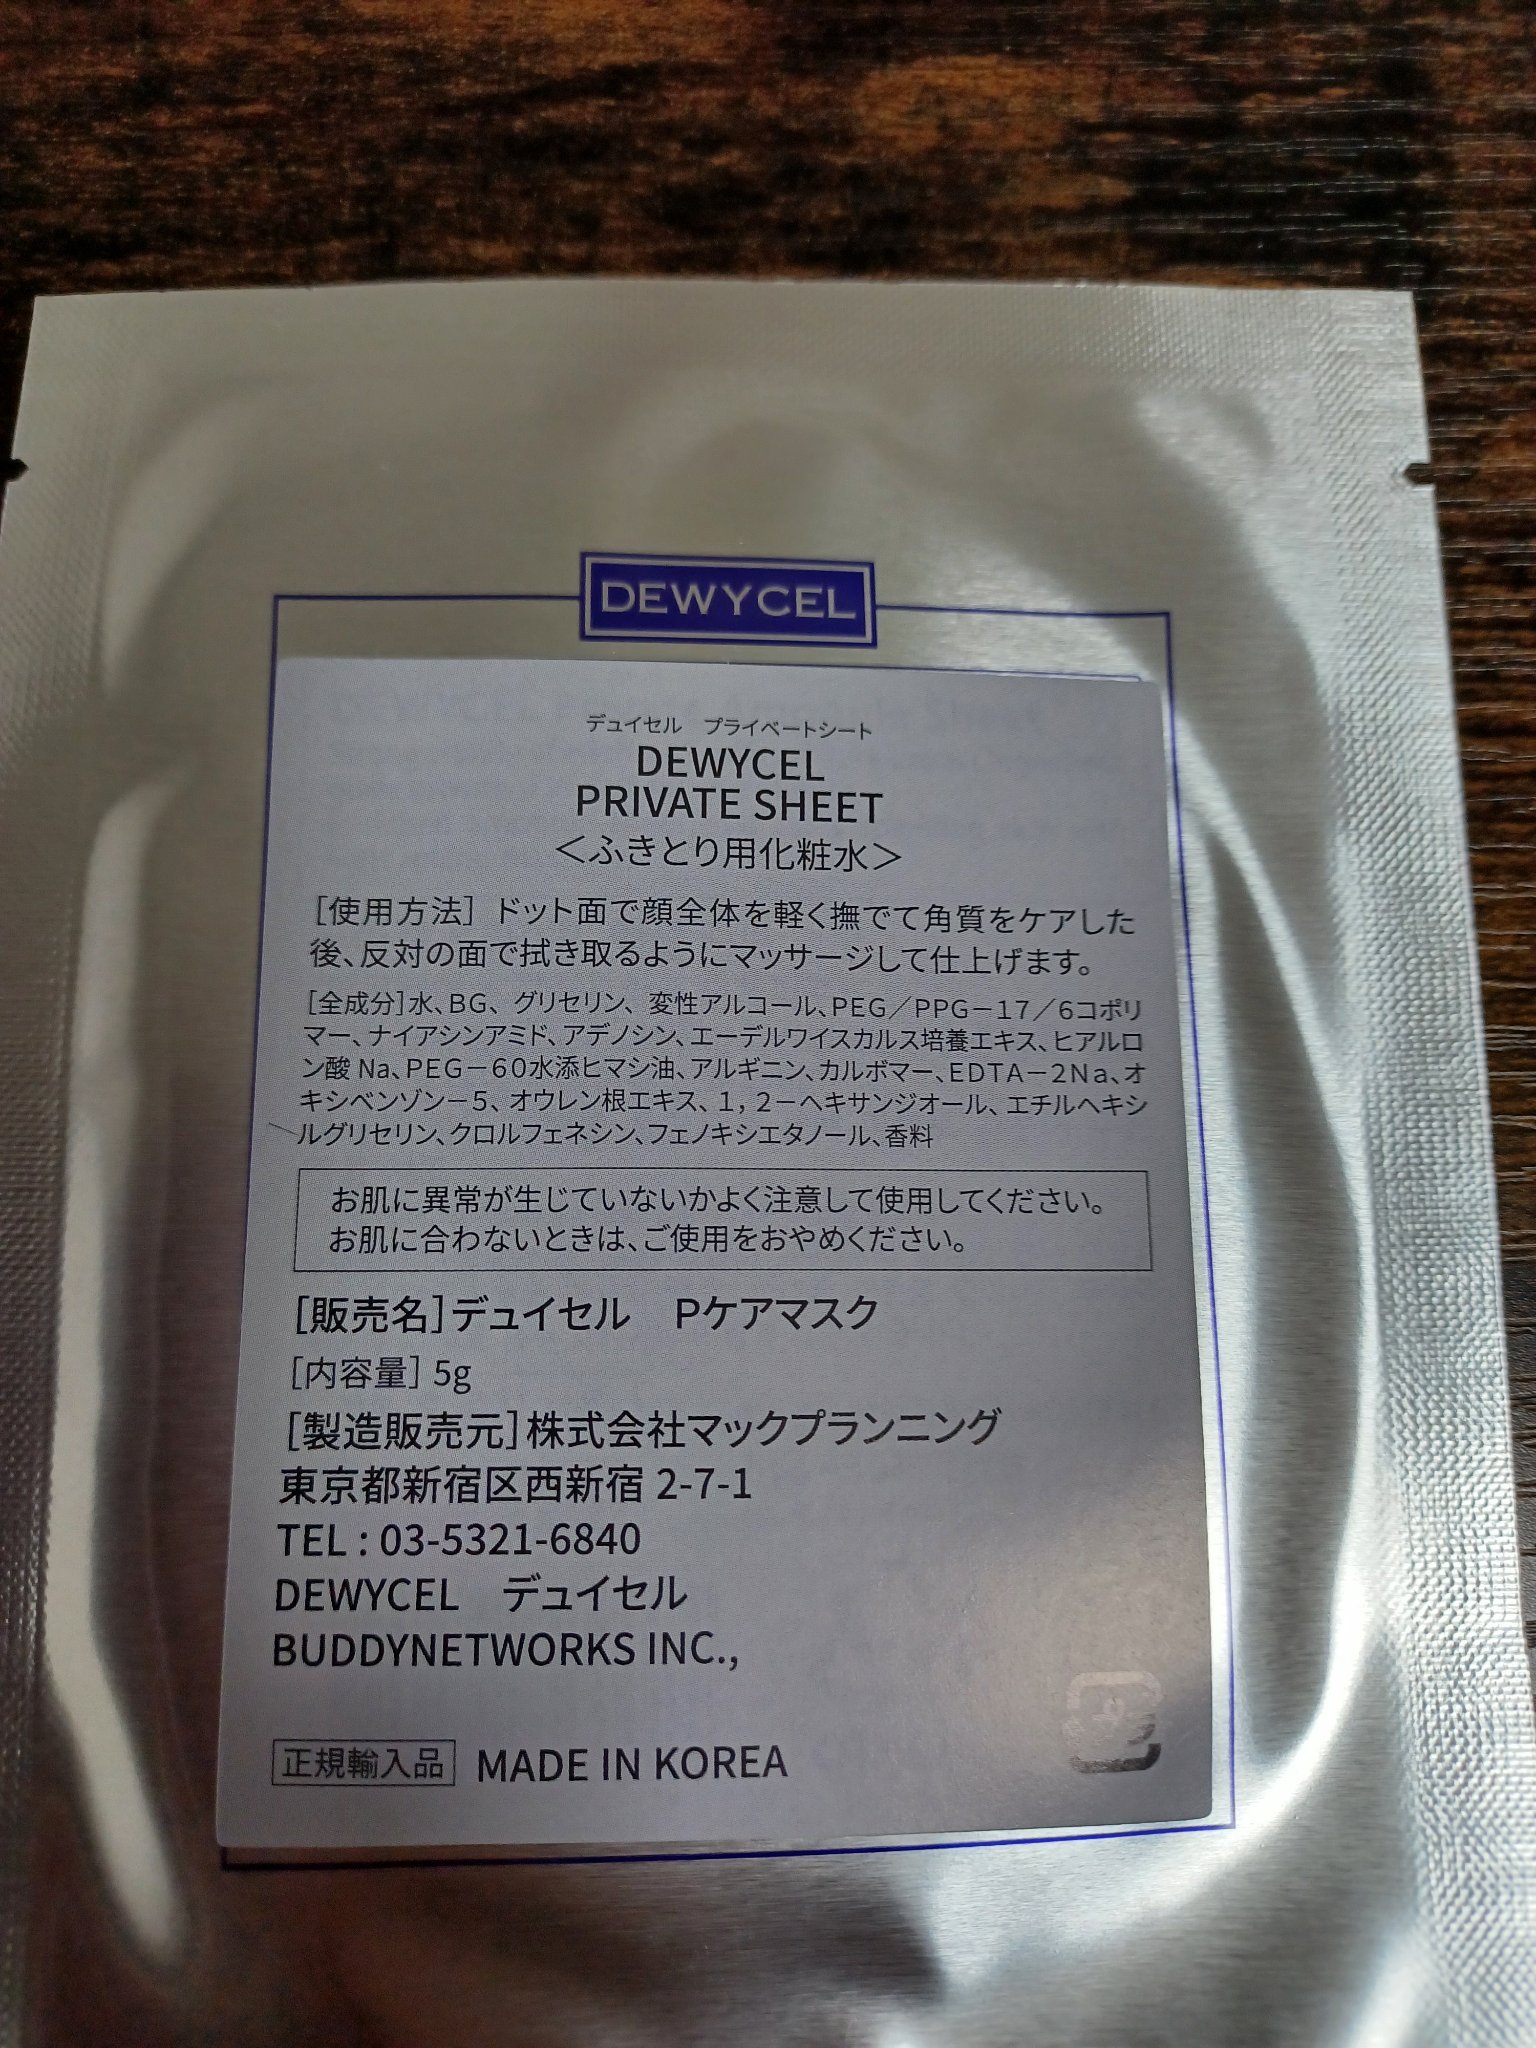 DEWYCEL
デュイセル　プライベートシート
DEWYCEL
PRIVATE SHEET
＜ふきとり用化粧水＞
［使用方法］ドット面で顔全体を軽く撫でて角質をケアした
後、反対の面で拭き取るようにマッサージして仕上げます。
［全成分］水、BG、グリセリン、変性アルコール、PEG／PPG－17／6コポリ
マー、ナイアシンアミド、アデノシン、エーデルワイスカルス培養エキス、ヒアルロ
ン酸Na、PEG－60水添ヒマシ油、アルギニン、カルボマー、EDTA－2Na、オ
キシベンゾン－5、オウレン根エキス、1，2－ヘキサンジオール、エチルヘキシ
ルグリセリン、クロルフェネシン、フェノキシエタノール、香料
お肌に異常が生じていないかよく注意して使用してください。
お肌に合わないときは、ご使用をおやめください。
［販売名］デュイセル　Pケアマスク
［内容量］5g
［製造販売元］株式会社マックプランニング
東京都新宿区西新宿 2-7-1
TEL : 03-5321-6840
DEWYCEL　デュイセル
BUDDYNETWORKS INC.,
正規輸入品 MADE IN KOREA